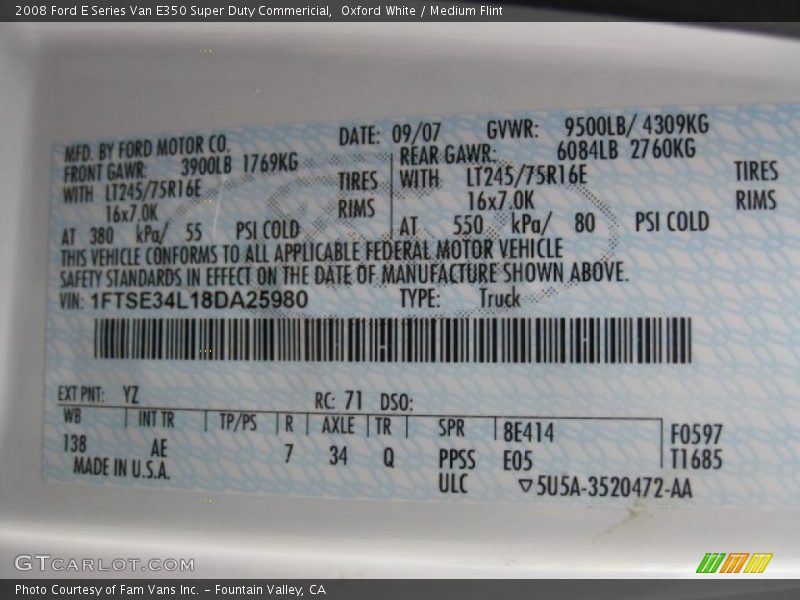 2008 Ford E Series Van E350 Super Duty Commericial, Oxford White / Medium Flint
MFD. BY FORD MOTOR CO. DATE: 09/07 GVWR: 9500LB/ 4309KG
FRONT GAWR: 3900LB 1769KG REAR GAWR: 6084LB 2760KG
WITH LT245/75R16E TIRES WITH LT245/75R16E TIRES
16x7.0K RIMS 16x7.0K RIMS
AT 380 kPa/ 55 PSI COLD AT 550 kPa/ 80 PSI COLD
THIS VEHICLE CONFORMS TO ALL APPLICABLE FEDERAL MOTOR VEHICLE
SAFETY STANDARDS IN EFFECT ON THE DATE OF MANUFACTURE SHOWN ABOVE.
VIN: 1FTSE34L18DA25980 TYPE: Truck
EXT PNT: YZ RC: 71 DSO:
WB INT TR TP/PS R AXLE TR SPR 8E414 F0597
138 AE 7 34 Q PPSS E05 T1685
MADE IN U.S.A. ULC ▽5U5A-3520472-AA
GTCARLOT.COM
Photo Courtesy of Fam Vans Inc. – Fountain Valley, CA